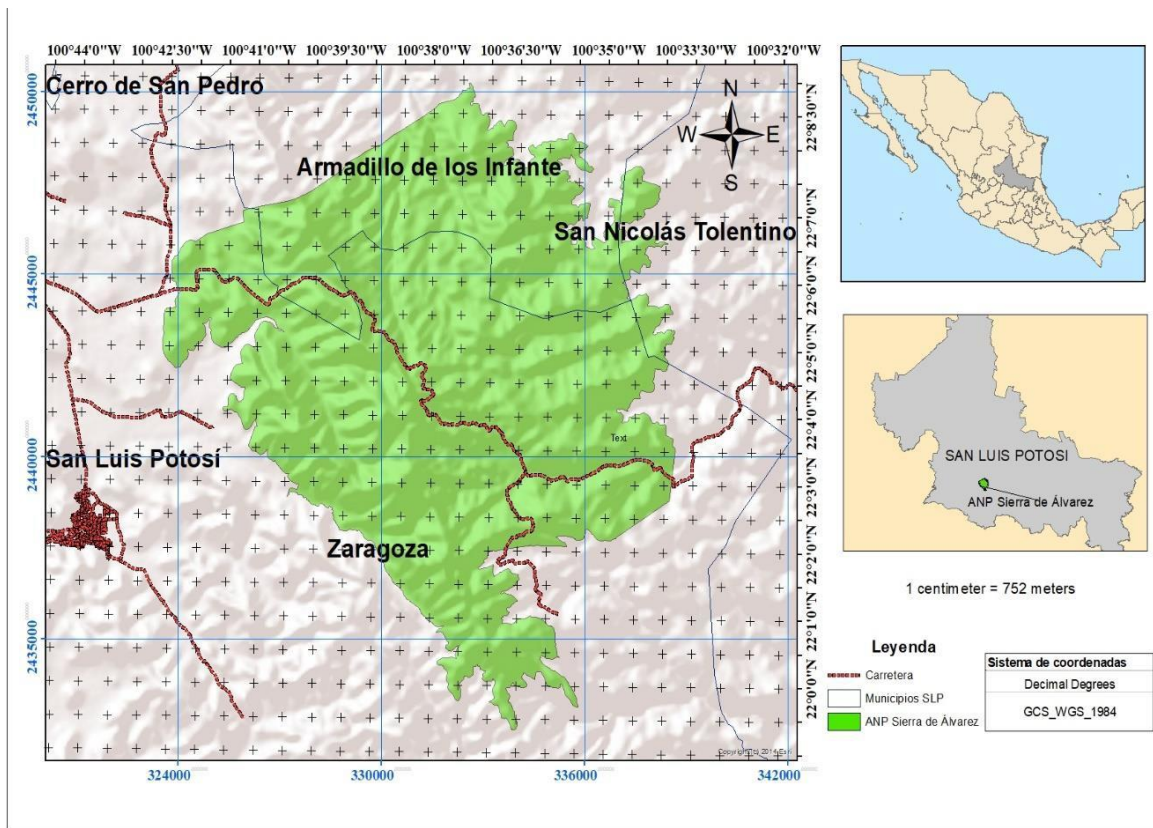 100°44'0"W 100°42'30"W 100°41'0"W 100°39'30"W 100°38'0"W 100°36'30"W 100°35'0"W 100°33'30"W 100°32'0"W
Cerro de San Pedro
N
W E
S
Armadillo de los Infante
San Nicolás Tolentino
Text
San Luis Potosí
Zaragoza
2450000
2445000
2440000
2435000
22°8'30"N
22°7'0"N
22°6'0"N
22°5'0"N
22°4'0"N
22°3'0"N
22°2'0"N
22°1'0"N
22°0'0"N
324000 330000 336000 342000
SAN LUIS POTOSI
ANP Sierra de Álvarez
1 centimeter = 752 meters
Leyenda
Carretera
Municipios SLP
ANP Sierra de Álvarez
Sistema de coordenadas
Decimal Degrees
GCS_WGS_1984